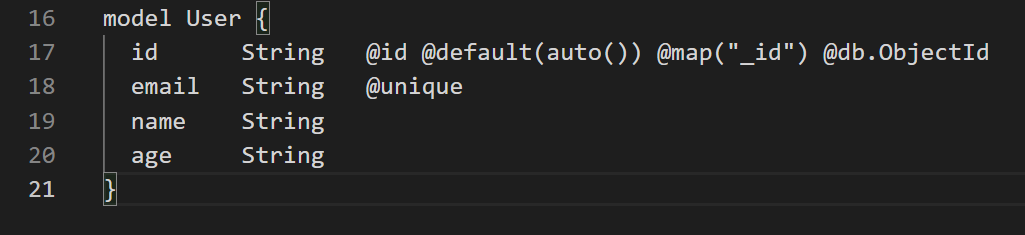 16 model User {
17 id String @id @default(auto()) @map("_id") @db.ObjectId
18 email String @unique
19 name String
20 age String
21 }